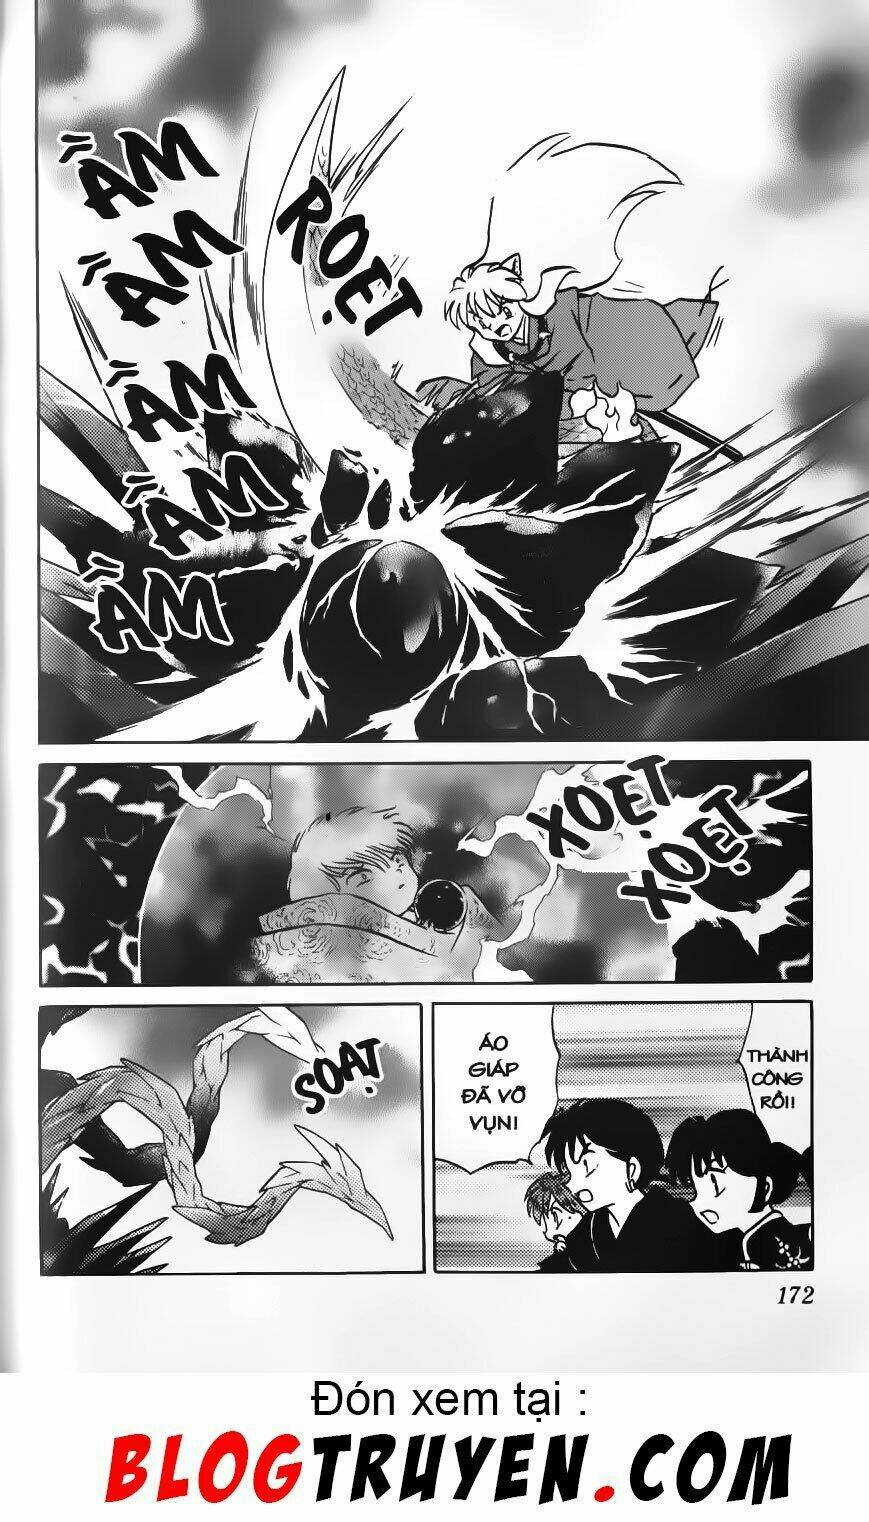 ẦM
ẦM
ẦM
ẦM
ẦM
ROẸT
XOẸT
XOẸT
SOẠT
THÀNH
CÔNG
RỒI!
ÁO
GIÁP
ĐÃ VỠ
VỤN!
172
Đón xem tại :
BLOGTRUYEN.COM